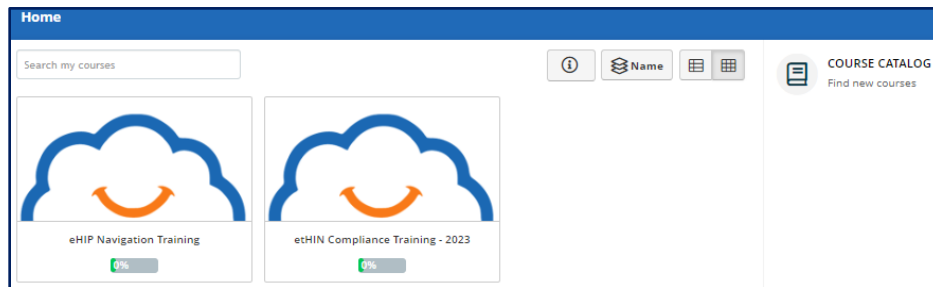 Home
Search my courses
Name
COURSE CATALOG
Find new courses
eHIP Navigation Training
0%
etHIN Compliance Training - 2023
0%